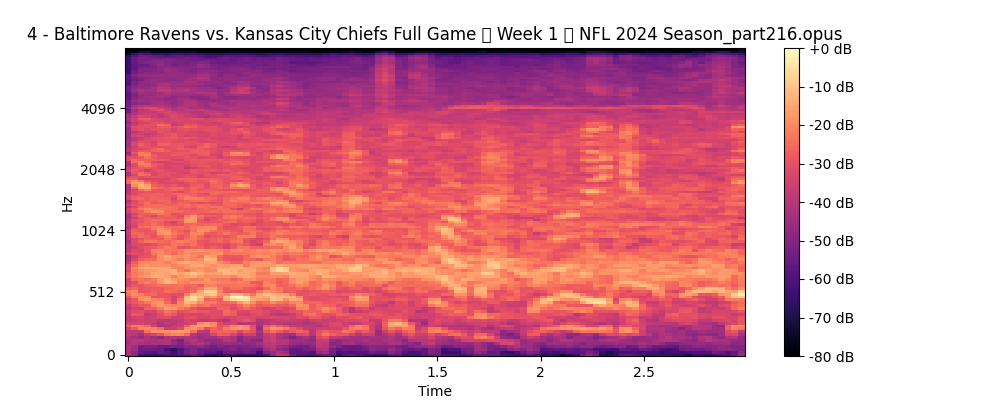 4 - Baltimore Ravens vs. Kansas City Chiefs Full Game ▯ Week 1 ▯ NFL 2024 Season_part216.opus
+0 dB
-10 dB
-20 dB
-30 dB
-40 dB
-50 dB
-60 dB
-70 dB
-80 dB
4096
2048
1024
512
0
Hz
0
0.5
1
1.5
2
2.5
Time